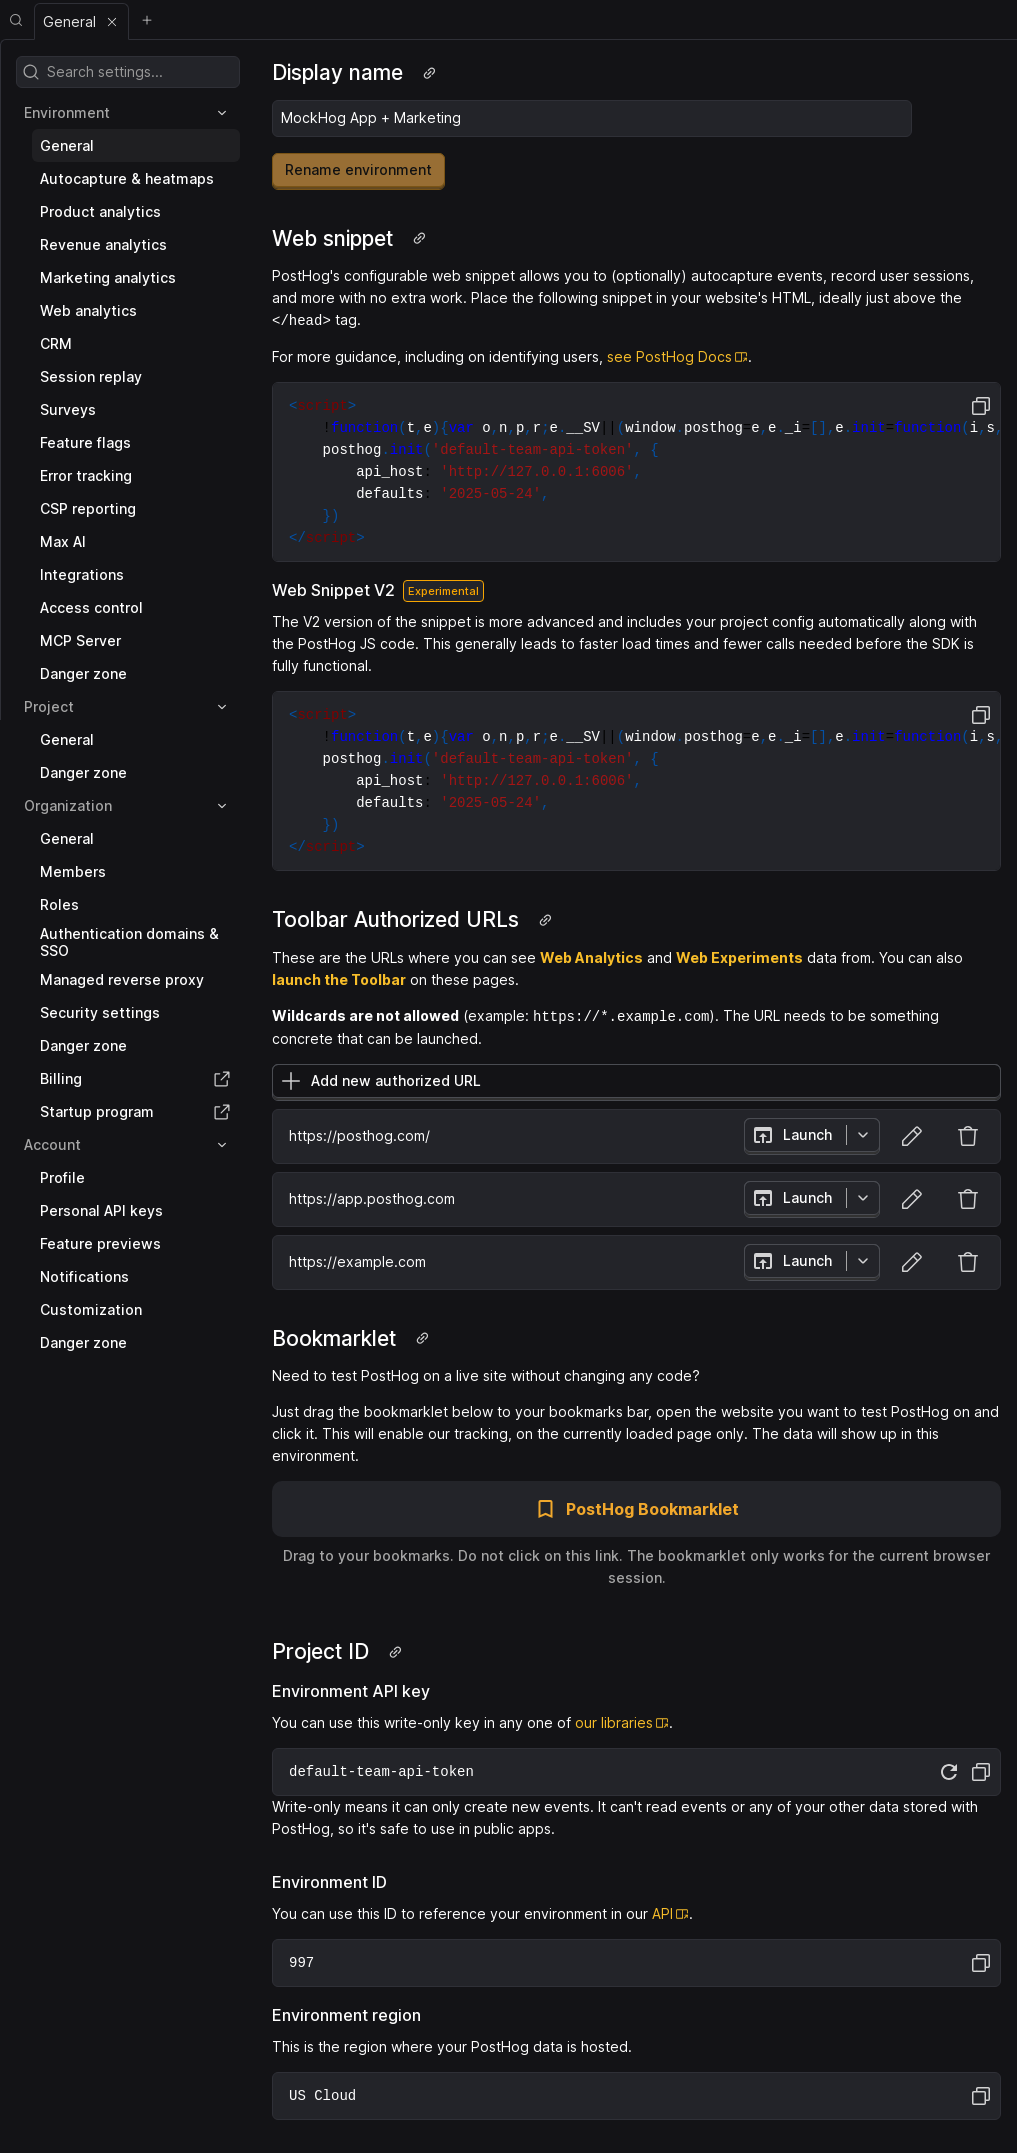 General
Search settings...
Environment
General
Autocapture & heatmaps
Product analytics
Revenue analytics
Marketing analytics
Web analytics
CRM
Session replay
Surveys
Feature flags
Error tracking
CSP reporting
Max AI
Integrations
Access control
MCP Server
Danger zone
Project
General
Danger zone
Organization
General
Members
Roles
Authentication domains &
SSO
Managed reverse proxy
Security settings
Danger zone
Billing
Startup program
Account
Profile
Personal API keys
Feature previews
Notifications
Customization
Danger zone
Display name
MockHog App + Marketing
Rename environment
Web snippet
PostHog's configurable web snippet allows you to (optionally) autocapture events, record user sessions,
and more with no extra work. Place the following snippet in your website's HTML, ideally just above the
</head> tag.
For more guidance, including on identifying users, see PostHog Docs.
<script>
!function(t,e){var o,n,p,r;e.__SV||(window.posthog=e,e._i=[],e.init=function(i,s,
posthog.init('default-team-api-token', {
api_host: 'http://127.0.0.1:6006',
defaults: '2025-05-24',
})
</script>
Web Snippet V2 Experimental
The V2 version of the snippet is more advanced and includes your project config automatically along with
the PostHog JS code. This generally leads to faster load times and fewer calls needed before the SDK is
fully functional.
<script>
!function(t,e){var o,n,p,r;e.__SV||(window.posthog=e,e._i=[],e.init=function(i,s,
posthog.init('default-team-api-token', {
api_host: 'http://127.0.0.1:6006',
defaults: '2025-05-24',
})
</script>
Toolbar Authorized URLs
These are the URLs where you can see Web Analytics and Web Experiments data from. You can also
launch the Toolbar on these pages.
Wildcards are not allowed (example: https://*.example.com). The URL needs to be something
concrete that can be launched.
Add new authorized URL
https://posthog.com/ Launch
https://app.posthog.com Launch
https://example.com Launch
Bookmarklet
Need to test PostHog on a live site without changing any code?
Just drag the bookmarklet below to your bookmarks bar, open the website you want to test PostHog on and
click it. This will enable our tracking, on the currently loaded page only. The data will show up in this
environment.
PostHog Bookmarklet
Drag to your bookmarks. Do not click on this link. The bookmarklet only works for the current browser
session.
Project ID
Environment API key
You can use this write-only key in any one of our libraries.
default-team-api-token
Write-only means it can only create new events. It can't read events or any of your other data stored with
PostHog, so it's safe to use in public apps.
Environment ID
You can use this ID to reference your environment in our API.
997
Environment region
This is the region where your PostHog data is hosted.
US Cloud